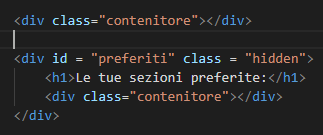 <div class="contenitore"></div>
<div id = "preferiti" class = "hidden">
<h1>Le tue sezioni preferite:</h1>
<div class="contenitore"></div>
</div>